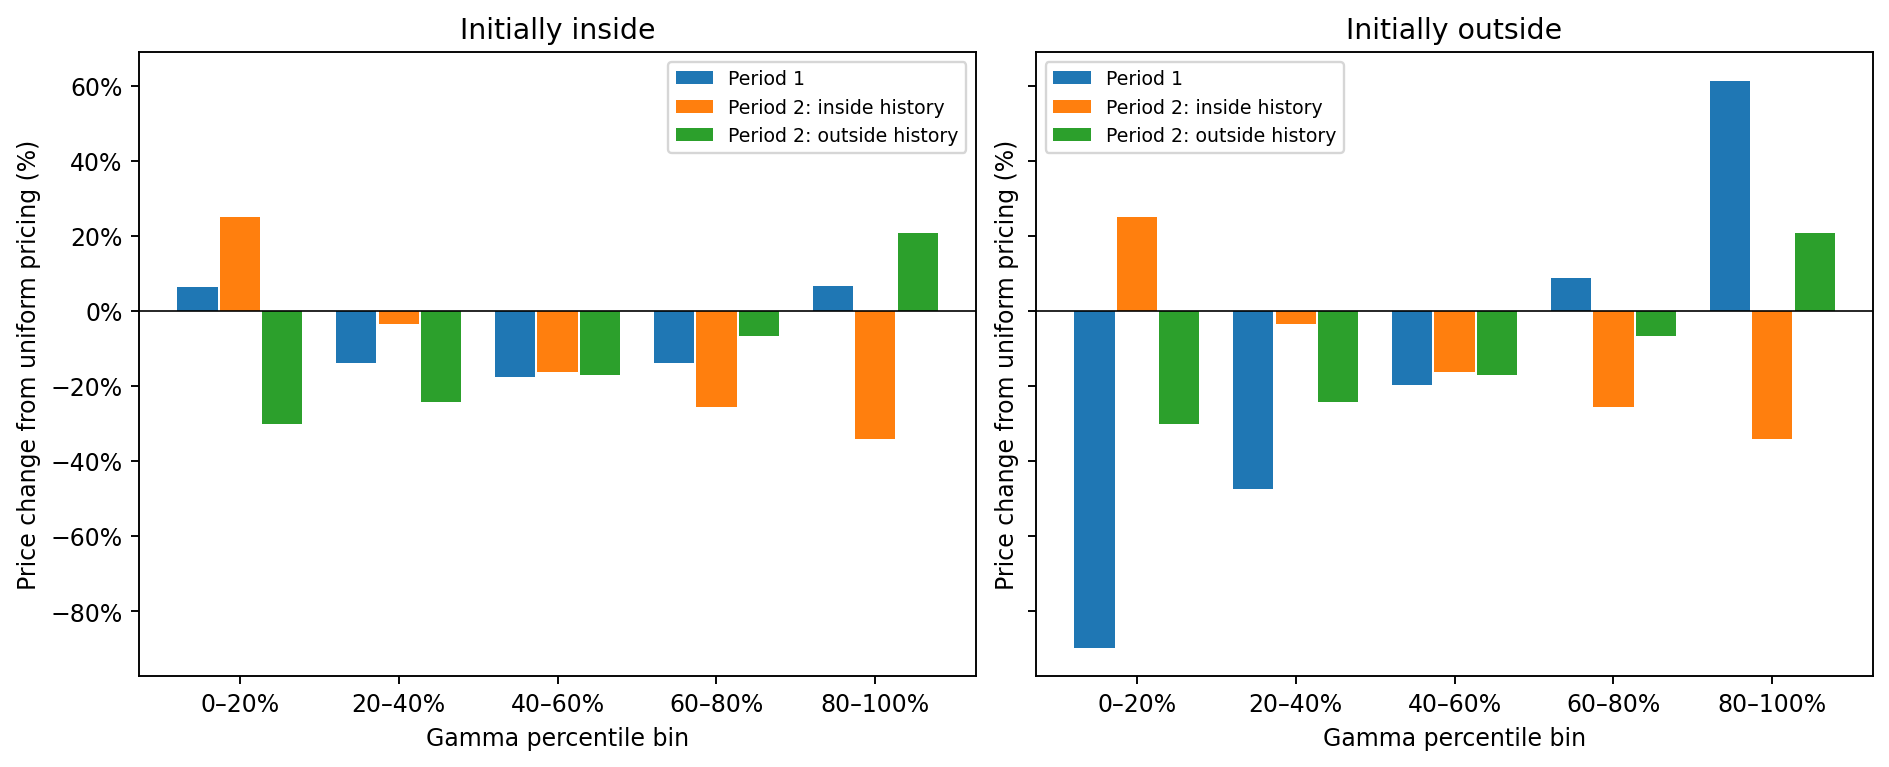 Initially inside
Price change from uniform pricing (%)
60%
40%
20%
0%
−20%
−40%
−60%
−80%
Period 1
Period 2: inside history
Period 2: outside history
0–20%
20–40%
40–60%
60–80%
80–100%
Gamma percentile bin
Initially outside
Price change from uniform pricing (%)
Period 1
Period 2: inside history
Period 2: outside history
0–20%
20–40%
40–60%
60–80%
80–100%
Gamma percentile bin